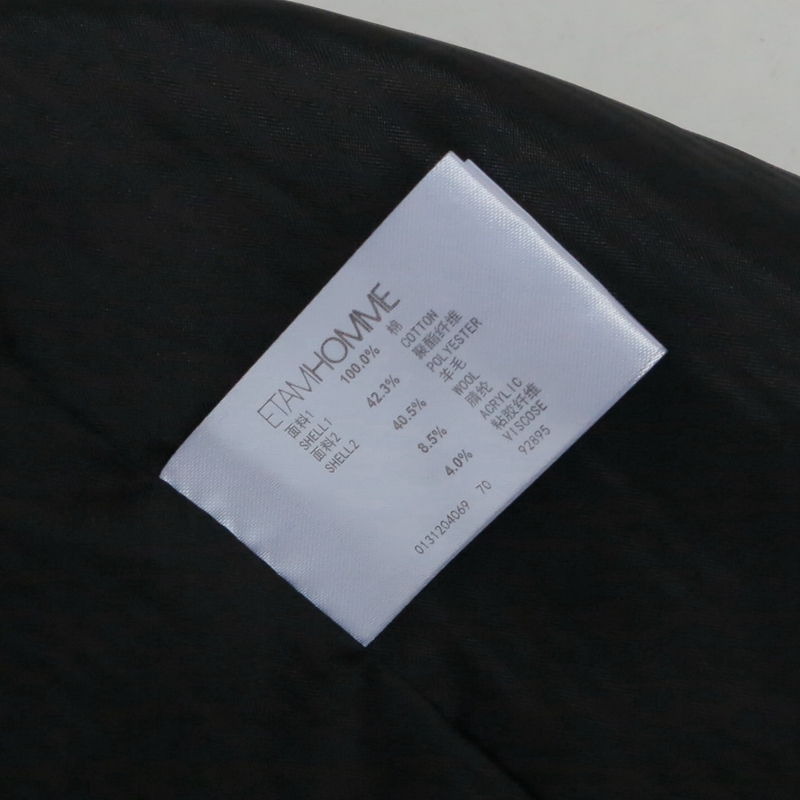 ETAMHOMME
面料1 100.0% 棉
SHELL1 COTTON
面料2 42.3% 聚酯纤维
SHELL2 POLYESTER
40.5% 羊毛
WOOL
8.5% 腈纶
ACRYLIC
4.0% 粘胶纤维
VISCOSE
0131204069 70 92895